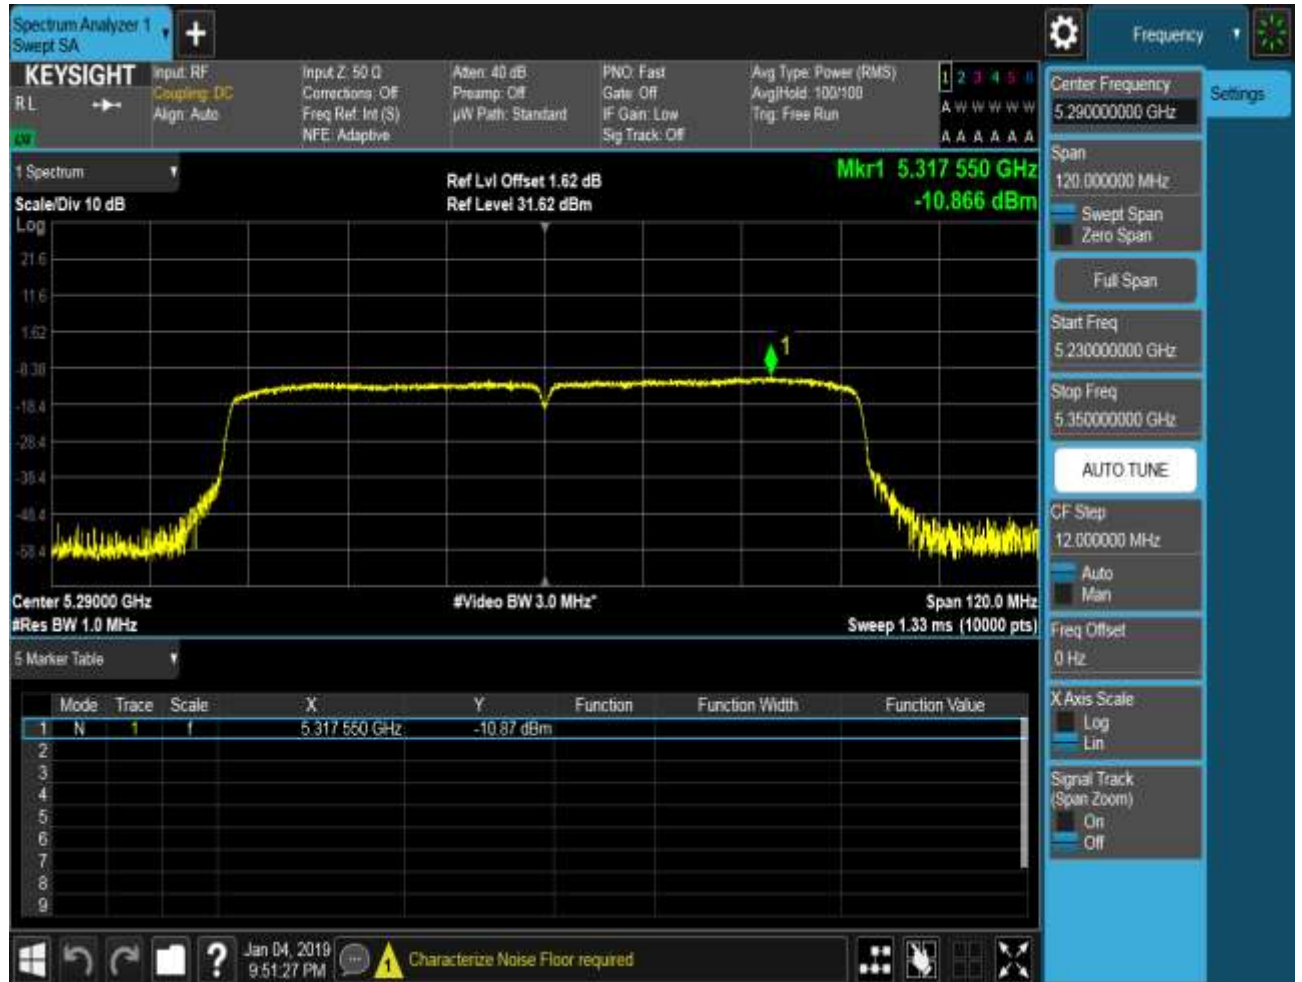 Spectrum Analyzer 1
Swept SA
+
Frequency
KEYSIGHT
RL
Input: RF
Coupling: DC
Align: Auto
Input Z: 50 Ω
Corrections: Off
Freq Ref: Int (S)
NFE: Adaptive
Atten: 40 dB
Preamp: Off
µW Path: Standard
PNO: Fast
Gate: Off
IF Gain: Low
Sig Track: Off
Avg Type: Power (RMS)
Avg|Hold: 100/100
Trig: Free Run
1 2 3 4 5 6
A W W W W W
A A A A A A
1 Spectrum
Scale/Div 10 dB
Ref Lvl Offset 1.62 dB
Ref Level 31.62 dBm
Mkr1 5.317 550 GHz
-10.866 dBm
Log
21.6
11.6
1.62
-8.38
-18.4
-28.4
-38.4
-48.4
-58.4
1
Center 5.29000 GHz
#Res BW 1.0 MHz
#Video BW 3.0 MHz*
Span 120.0 MHz
Sweep 1.33 ms (10000 pts)
5 Marker Table
Mode Trace Scale X Y Function Function Width Function Value
1 N 1 f 5.317 550 GHz -10.87 dBm
2
3
4
5
6
7
8
9
Jan 04, 2019
9:51:27 PM
Characterize Noise Floor required
Center Frequency
5.290000000 GHz
Settings
Span
120.000000 MHz
Swept Span
Zero Span
Full Span
Start Freq
5.230000000 GHz
Stop Freq
5.350000000 GHz
AUTO TUNE
CF Step
12.000000 MHz
Auto
Man
Freq Offset
0 Hz
X Axis Scale
Log
Lin
Signal Track
(Span Zoom)
On
Off